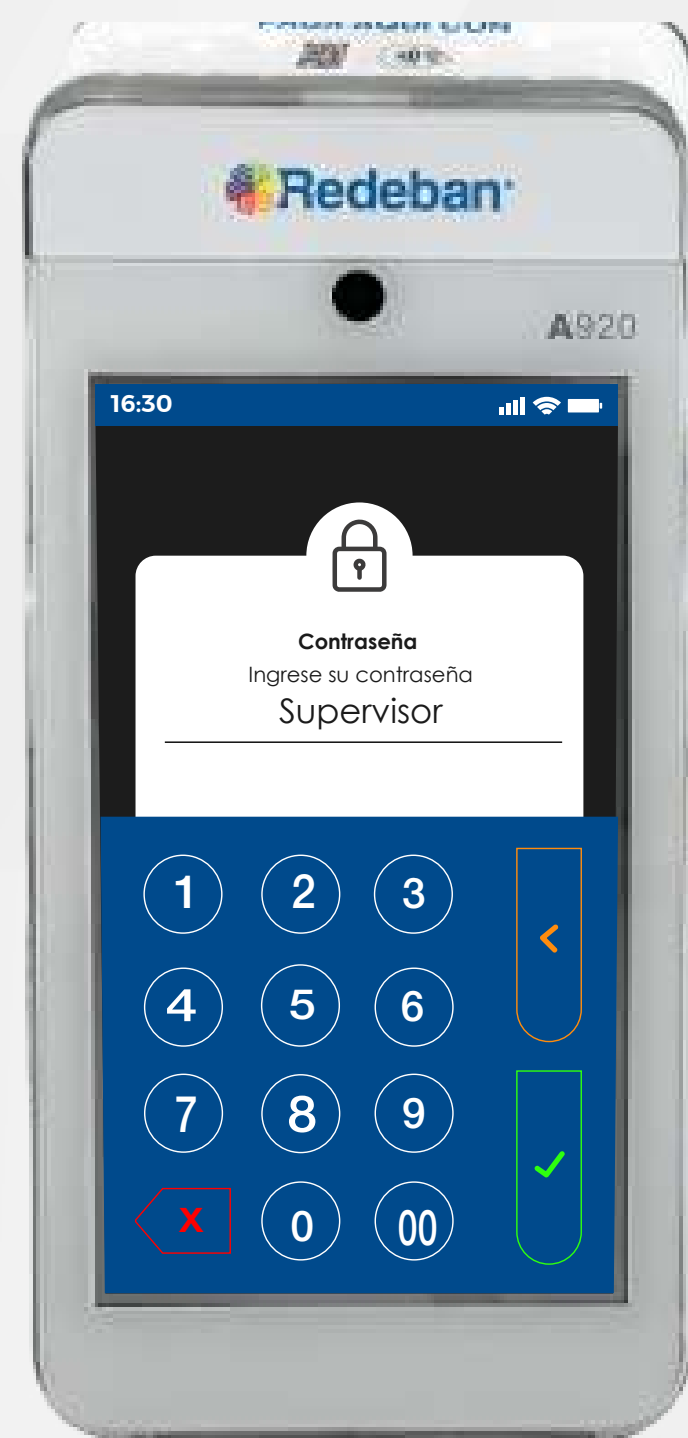 Redeban
A920
16:30
Contraseña
Ingrese su contraseña
Supervisor
1 2 3
4 5 6
7 8 9
X 0 00